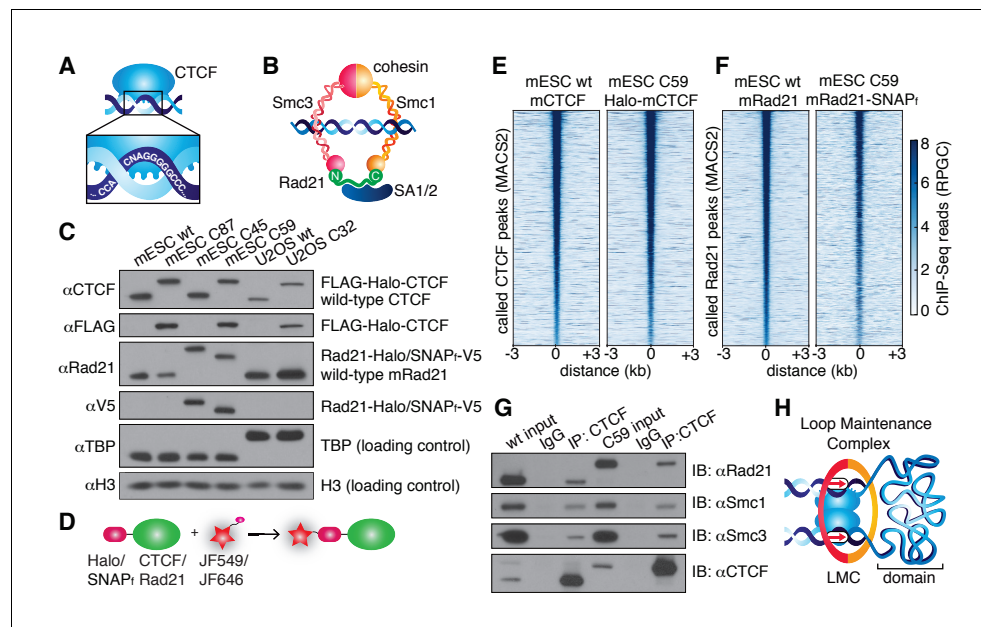 A
CTCF
CNAGGGGGCCC...
...CCA
B
cohesin
Smc3
Smc1
Rad21
N
C
SA1/2
C
mESC wt
mESC C87
mESC C45
mESC C59
U2OS wt
U2OS C32
αCTCF
FLAG-Halo-CTCF
wild-type CTCF
αFLAG
FLAG-Halo-CTCF
αRad21
Rad21-Halo/SNAPf-V5
wild-type mRad21
αV5
Rad21-Halo/SNAPf-V5
αTBP
TBP (loading control)
αH3
H3 (loading control)
D
+
Halo/
SNAPf
CTCF/
Rad21
JF549/
JF646
E
mESC wt
mCTCF
mESC C59
Halo-mCTCF
called CTCF peaks (MACS2)
-3 0 +3
-3 0 +3
distance (kb)
F
mESC wt
mRad21
mESC C59
mRad21-SNAPf
called Rad21 peaks (MACS2)
-3 0 +3
-3 0 +3
distance (kb)
8
6
4
2
0
ChIP-Seq reads (RPGC)
G
wt input
IgG
IP: CTCF
C59 input
IgG
IP:CTCF
IB: αRad21
IB: αSmc1
IB: αSmc3
IB: αCTCF
H
Loop Maintenance
Complex
LMC
domain